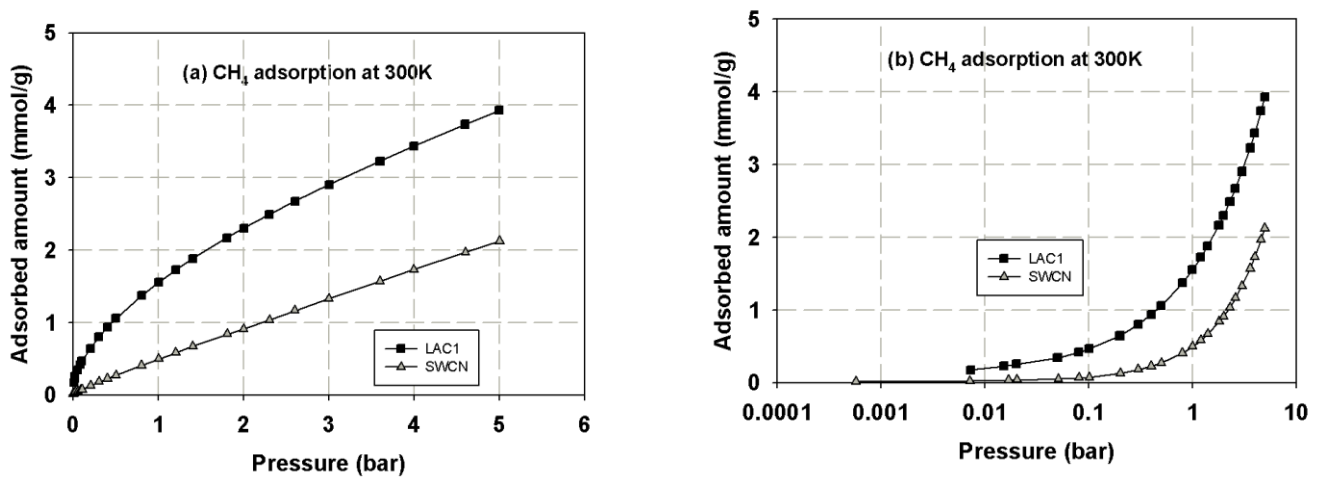 (a) CH4 adsorption at 300K
Adsorbed amount (mmol/g)
5
4
3
2
1
0
LAC1
SWCN
0 1 2 3 4 5 6
Pressure (bar)
(b) CH4 adsorption at 300K
Adsorbed amount (mmol/g)
5
4
3
2
1
0
LAC1
SWCN
0.0001 0.001 0.01 0.1 1 10
Pressure (bar)